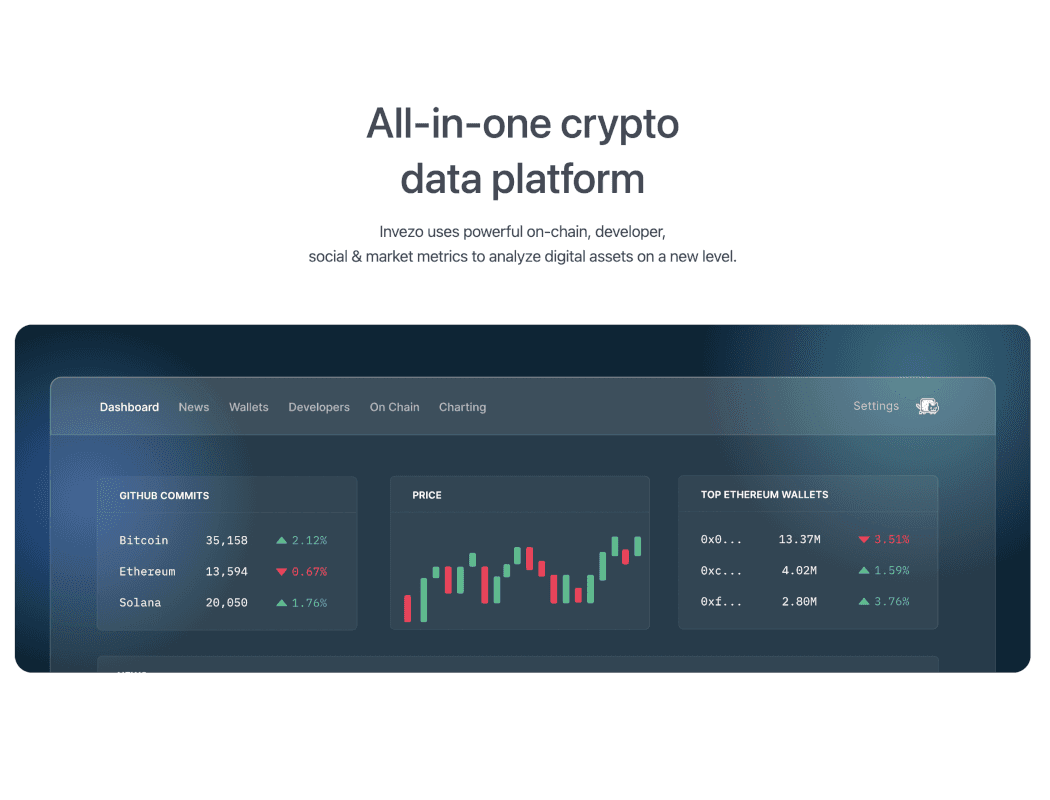 All-in-one crypto
data platform
Invezo uses powerful on-chain, developer,
social & market metrics to analyze digital assets on a new level.
Dashboard News Wallets Developers On Chain Charting Settings
GITHUB COMMITS
Bitcoin 35,158 2.12%
Ethereum 13,594 0.67%
Solana 20,050 1.76%
PRICE
TOP ETHEREUM WALLETS
0x0... 13.37M 3.51%
0xc... 4.02M 1.59%
0xf... 2.80M 3.76%